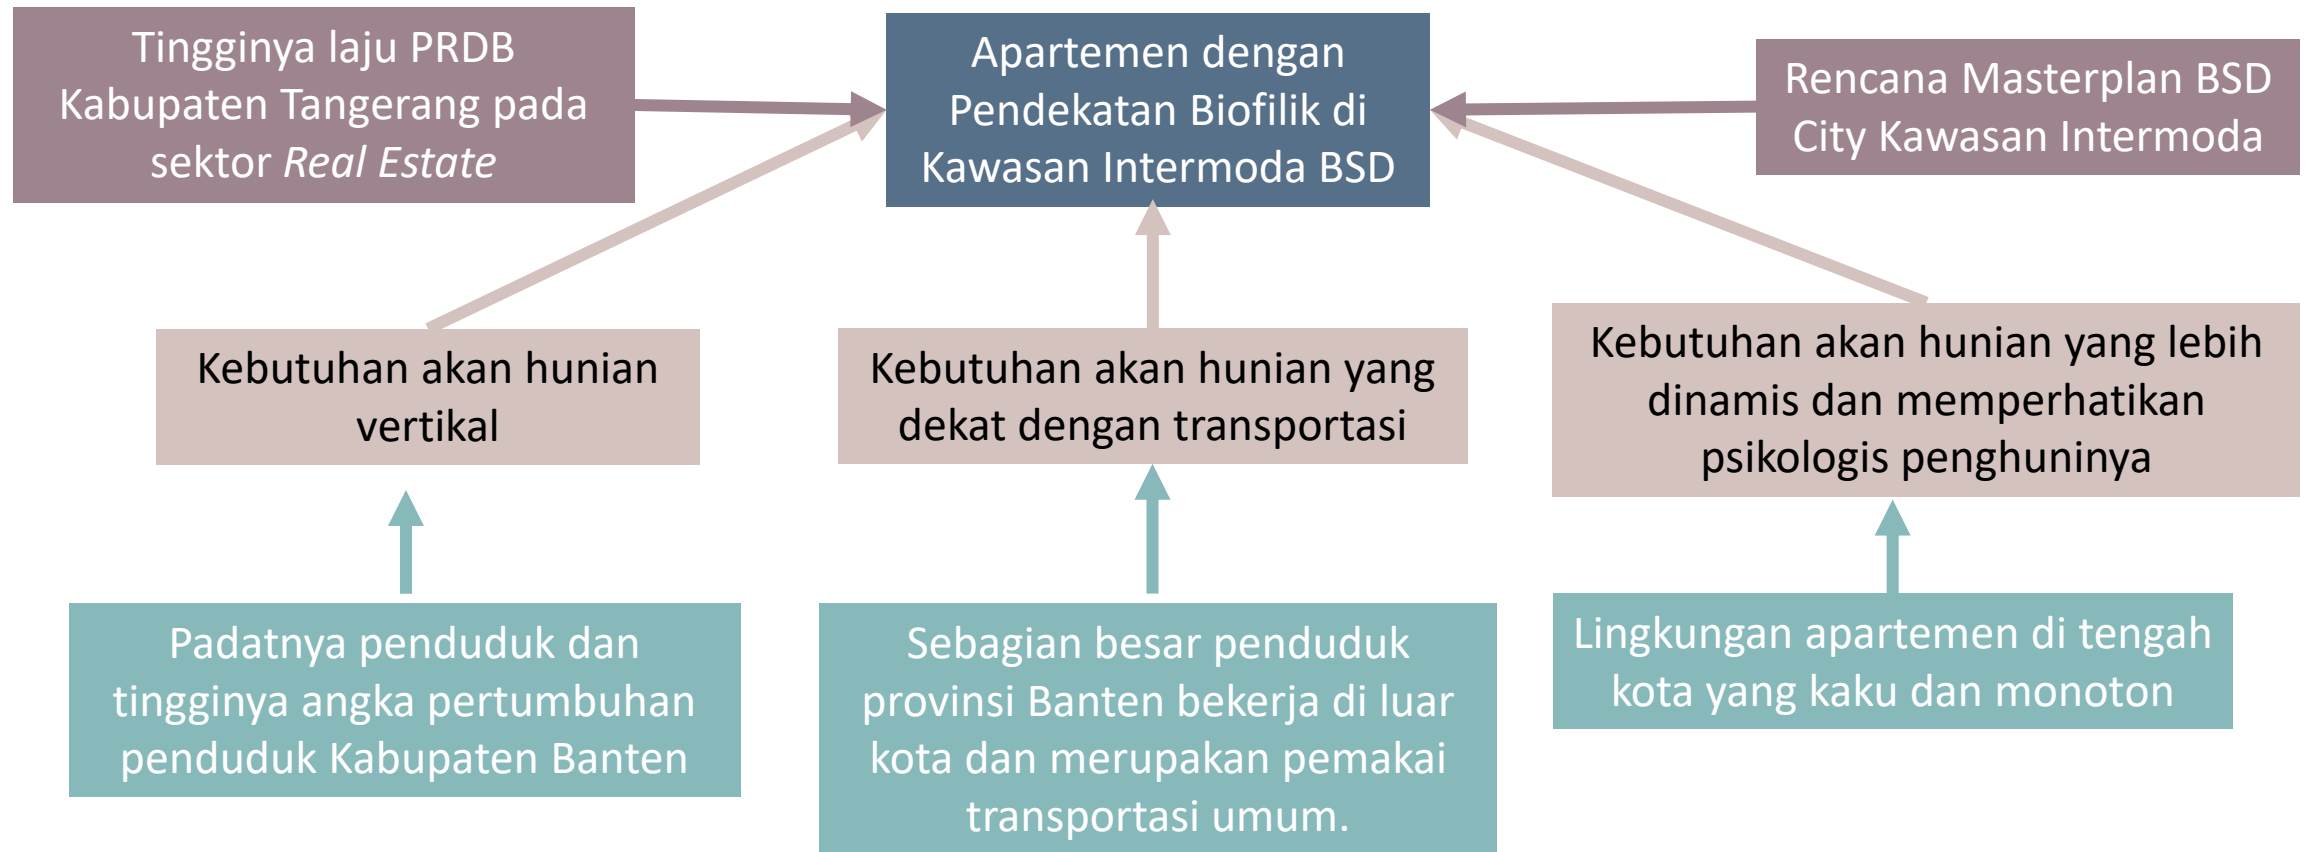 Tingginya laju PRDB
Kabupaten Tangerang pada
sektor Real Estate
Apartemen dengan
Pendekatan Biofilik di
Kawasan Intermoda BSD
Rencana Masterplan BSD
City Kawasan Intermoda
Kebutuhan akan hunian
vertikal
Kebutuhan akan hunian yang
dekat dengan transportasi
Kebutuhan akan hunian yang lebih
dinamis dan memperhatikan
psikologis penghuninya
Padatnya penduduk dan
tingginya angka pertumbuhan
penduduk Kabupaten Banten
Sebagian besar penduduk
provinsi Banten bekerja di luar
kota dan merupakan pemakai
transportasi umum.
Lingkungan apartemen di tengah
kota yang kaku dan monoton